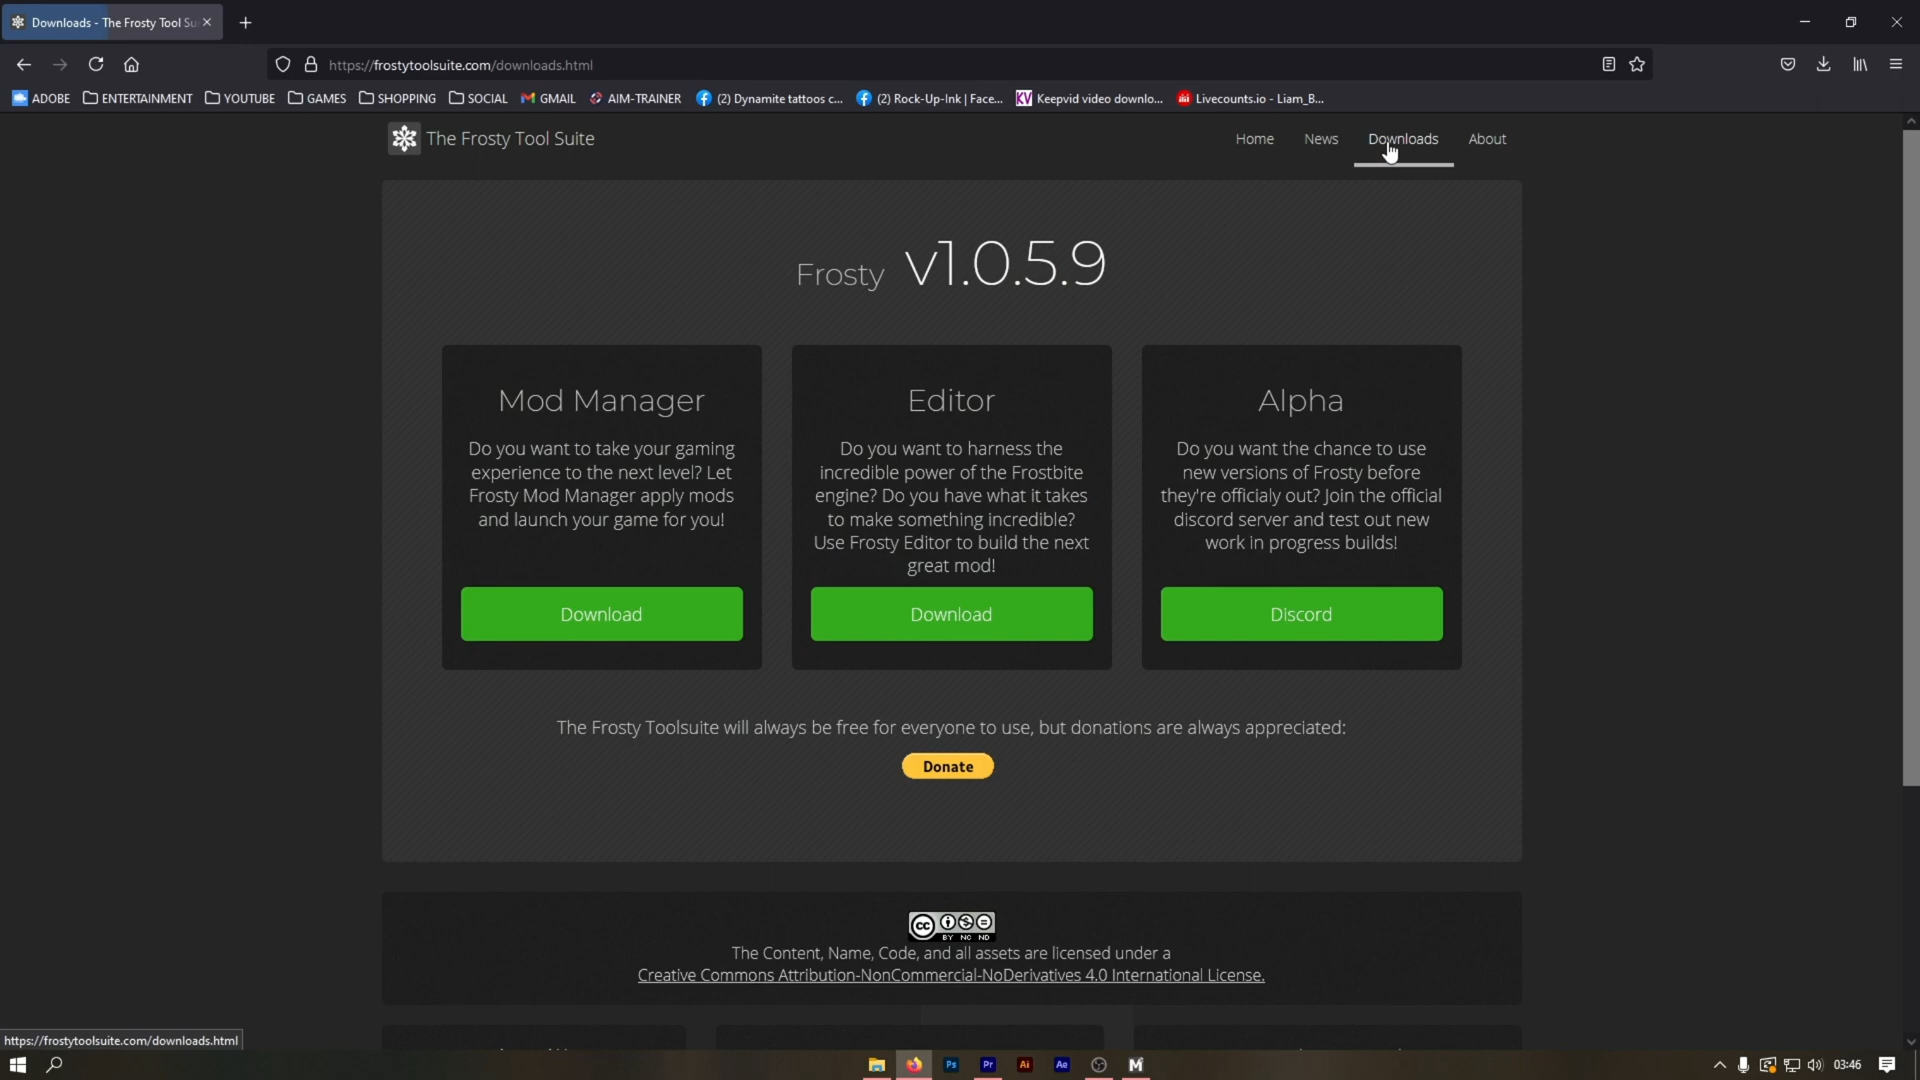 Downloads - The Frosty Tool Su
https://frostytoolsuite.com/downloads.html
ADOBE ENTERTAINMENT YOUTUBE GAMES SHOPPING SOCIAL GMAIL AIM-TRAINER (2) Dynamite tattoos c... (2) Rock-Up-Ink | Face... KV Keepvid video downlo... Livecounts.io - Liam_B...
The Frosty Tool Suite Home News Downloads About
Frosty v1.0.5.9
Mod Manager
Do you want to take your gaming
experience to the next level? Let
Frosty Mod Manager apply mods
and launch your game for you!
Download
Editor
Do you want to harness the
incredible power of the Frostbite
engine? Do you have what it takes
to make something incredible?
Use Frosty Editor to build the next
great mod!
Download
Alpha
Do you want the chance to use
new versions of Frosty before
they're officialy out? Join the official
discord server and test out new
work in progress builds!
Discord
The Frosty Toolsuite will always be free for everyone to use, but donations are always appreciated:
Donate
cc BY NC ND
The Content, Name, Code, and all assets are licensed under a
Creative Commons Attribution-NonCommercial-NoDerivatives 4.0 International License.
https://frostytoolsuite.com/downloads.html
Ps Pr Ai Ae M 03:46